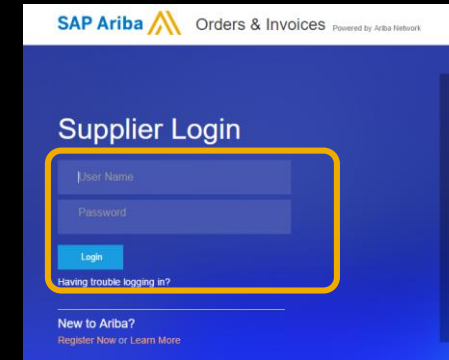 SAP Ariba Orders & Invoices Powered by Ariba Network
Supplier Login
User Name
Password
Login
Having trouble logging in?
New to Ariba?
Register Now or Learn More